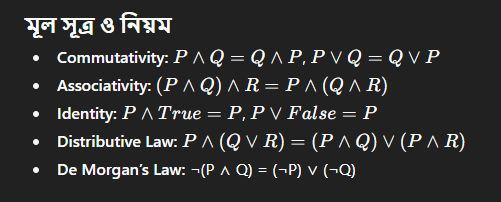 মূল সূত্র ও নিয়ম
• Commutativity: P ∧ Q = Q ∧ P, P ∨ Q = Q ∨ P
• Associativity: (P ∧ Q) ∧ R = P ∧ (Q ∧ R)
• Identity: P ∧ True = P, P ∨ False = P
• Distributive Law: P ∧ (Q ∨ R) = (P ∧ Q) ∨ (P ∧ R)
• De Morgan’s Law: ¬(P ∧ Q) = (¬P) ∨ (¬Q)